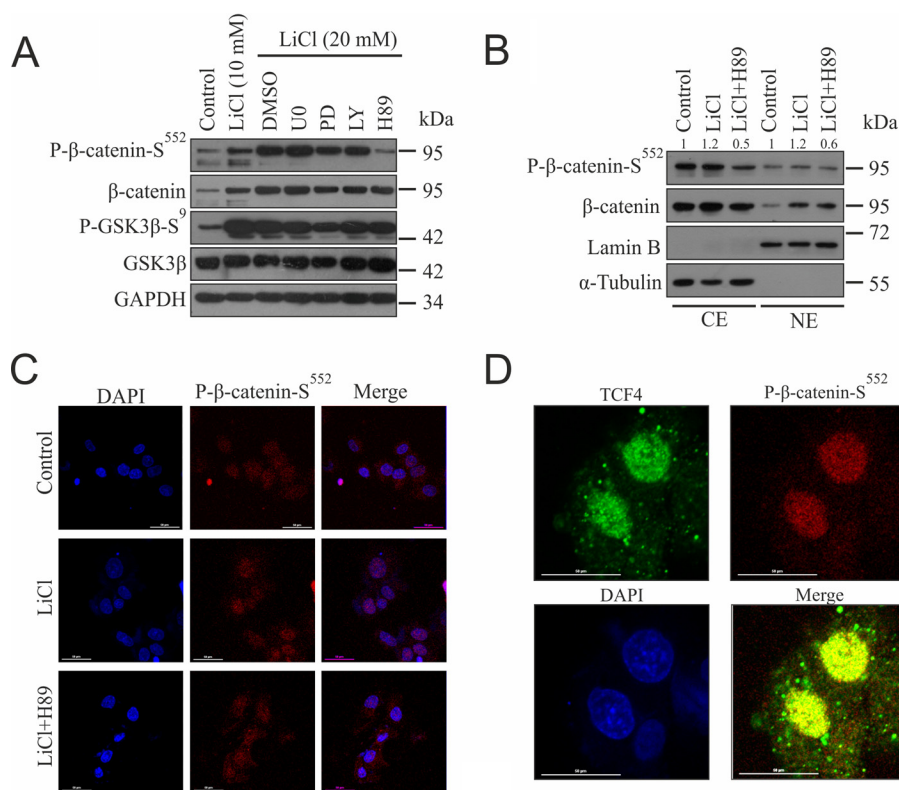 A
LiCl (20 mM)
Control
LiCl (10 mM)
DMSO
U0
PD
LY
H89
kDa
P-β-catenin-S552
95
β-catenin
95
P-GSK3β-S9
42
GSK3β
42
GAPDH
34
B
Control
LiCl
LiCl+H89
Control
LiCl
LiCl+H89
kDa
1 1.2 0.5 1 1.2 0.6
P-β-catenin-S552
95
β-catenin
95
72
Lamin B
α-Tubulin
55
CE NE
C
DAPI P-β-catenin-S552 Merge
Control
LiCl
LiCl+H89
D
TCF4 P-β-catenin-S552
DAPI Merge